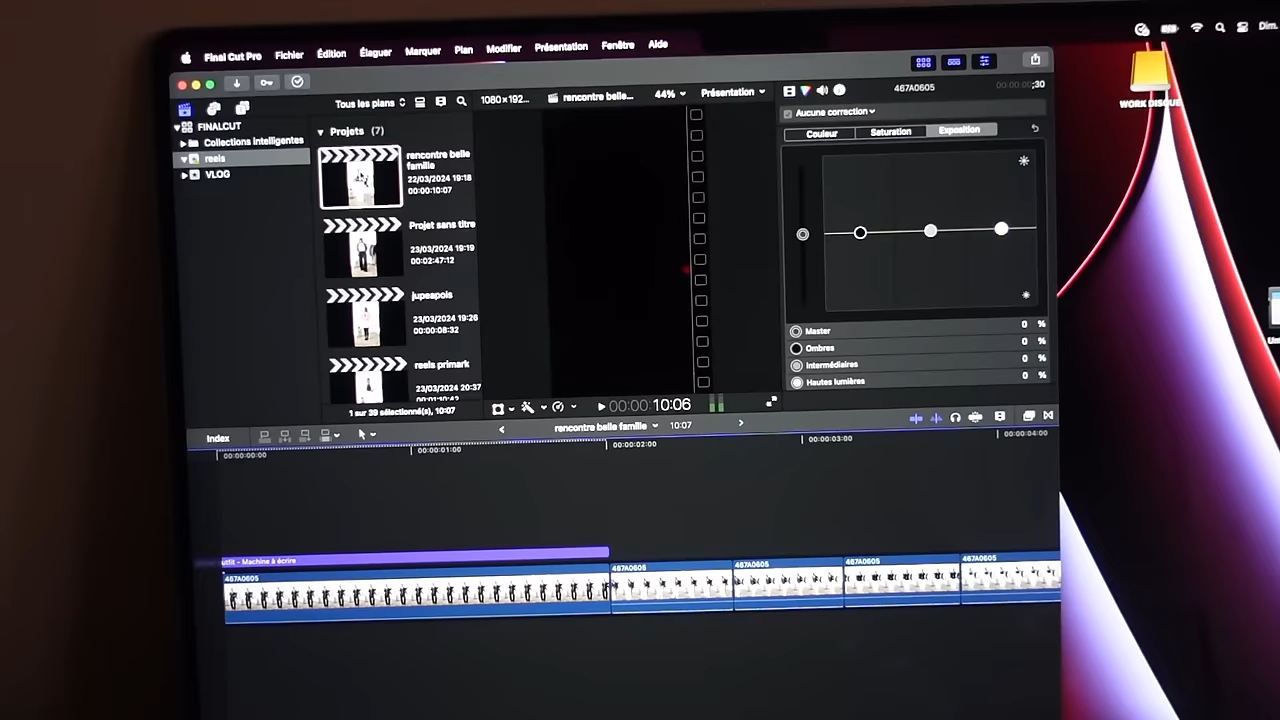 Final Cut Pro Fichier Édition Élaguer Marquer Plan Modifier Présentation Fenêtre Aide
Dim.
Tous les plans
1080×192...
rencontre belle...
44%
Présentation
467A0605
:30
WORK DISQUE
FINALCUT
Collections intelligentes
reels
VLOG
Projets (7)
rencontre belle
famille
22/03/2024 19:18
00:00:10:07
Projet sans titre
23/03/2024 19:19
00:02:47:12
jupeapois
23/03/2024 19:26
00:00:08:32
reels primark
23/03/2024 20:37
1 sur 39 sélectionné(s), 10:07
00:00:10:06
Aucune correction
Couleur Saturation Exposition
Master 0 %
Ombres 0 %
Intermédiaires 0 %
Hautes lumières 0 %
Index
rencontre belle famille
10:07
00:00:00:00
00:00:01:00
00:00:02:00
00:00:03:00
00:00:04:00
utfit - Machine à écrire
467A0605
467A0605
467A0605
467A0605
467A0605